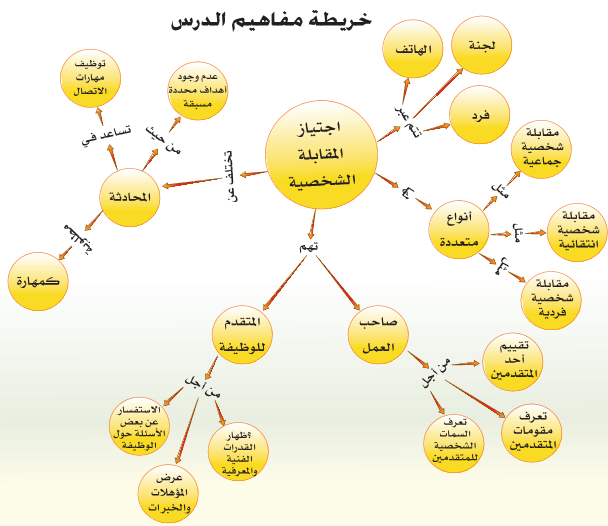 خريطة مفاهيم الدرس
اجتياز
المقابلة
الشخصية
تتم عبر
الهاتف
لجنة
فرد
لها
أنواع
متعددة
مثل
مقابلة
شخصية
جماعية
مثل
مقابلة
شخصية
انتقائية
مثل
مقابلة
شخصية
فردية
تختلف عن
المحادثة
من حيث
عدم وجود
أهداف محددة
مسبقة
تساعد في
توظيف
مهارات
الاتصال
مطلوبة
كمهارة
تهم
صاحب
العمل
من أجل
تقييم
أحد
المتقدمين
تعرف
مقومات
المتقدمين
تعرف
السمات
الشخصية
للمتقدمين
المتقدم
للوظيفة
من أجل
الاستفسار
عن بعض
الأسئلة حول
الوظيفة
عرض
المؤهلات
والخبرات
إظهار
القدرات
الفنية
والمعرفية